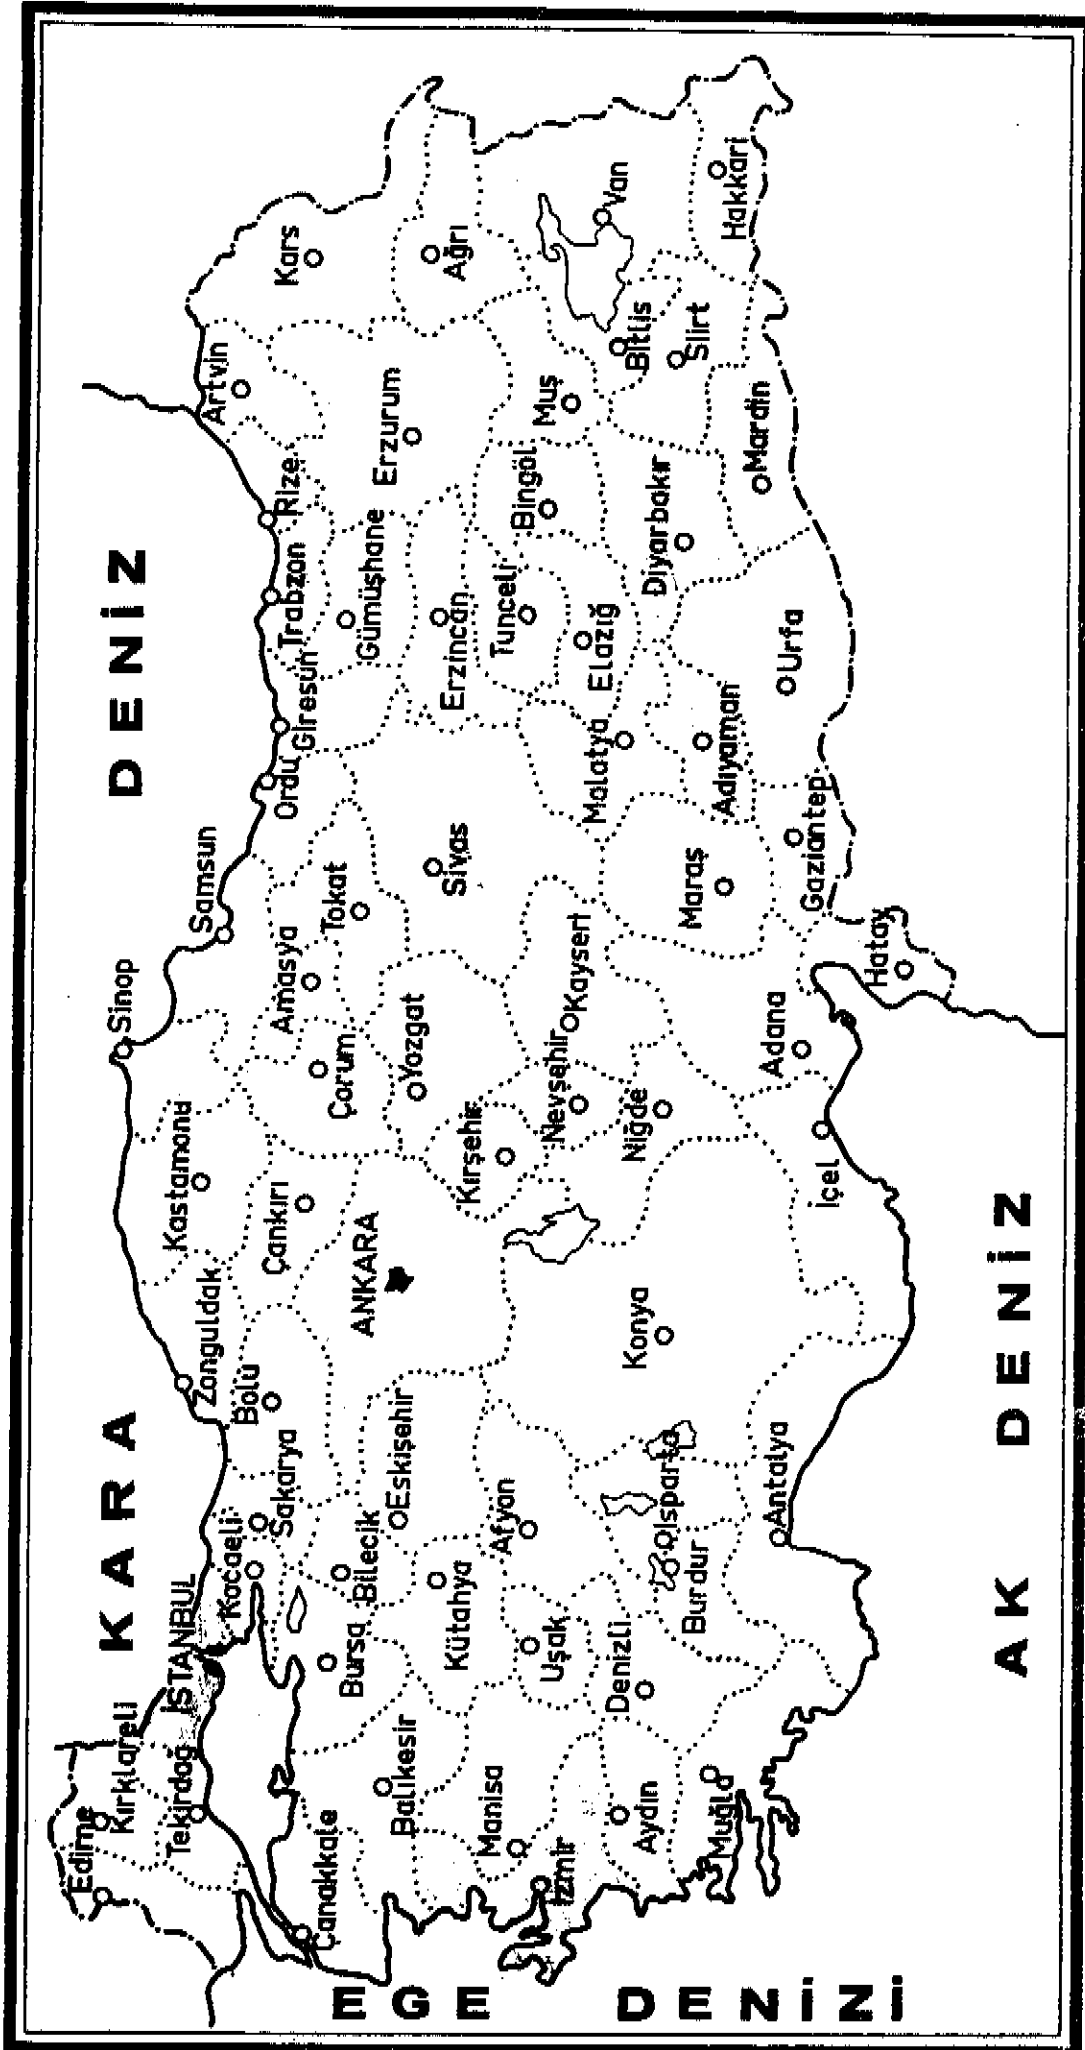 KARA DENİZ
EGE DENİZİ
AK DENİZ
Edirne
Kırklareli
Tekirdağ
İSTANBUL
Kocaeli
Sakarya
Bolu
Zonguldak
Kastamonu
Sinop
Samsun
Ordu
Giresun
Trabzon
Rize
Artvin
Kars
Çanakkale
Balıkesir
Bursa
Bilecik
Eskişehir
Kütahya
ANKARA
Çankırı
Çorum
Amasya
Tokat
Yozgat
Sivas
Gümüşhane
Erzincan
Erzurum
Ağrı
Manisa
İzmir
Uşak
Afyon
Kırşehir
Nevşehir
Kayseri
Niğde
Malatya
Elazığ
Tunceli
Bingöl
Muş
Bitlis
Van
Aydın
Denizli
Muğla
Burdur
Isparta
Antalya
Konya
İçel
Adana
Hatay
Maraş
Gaziantep
Adıyaman
Urfa
Diyarbakır
Mardin
Siirt
Hakkari